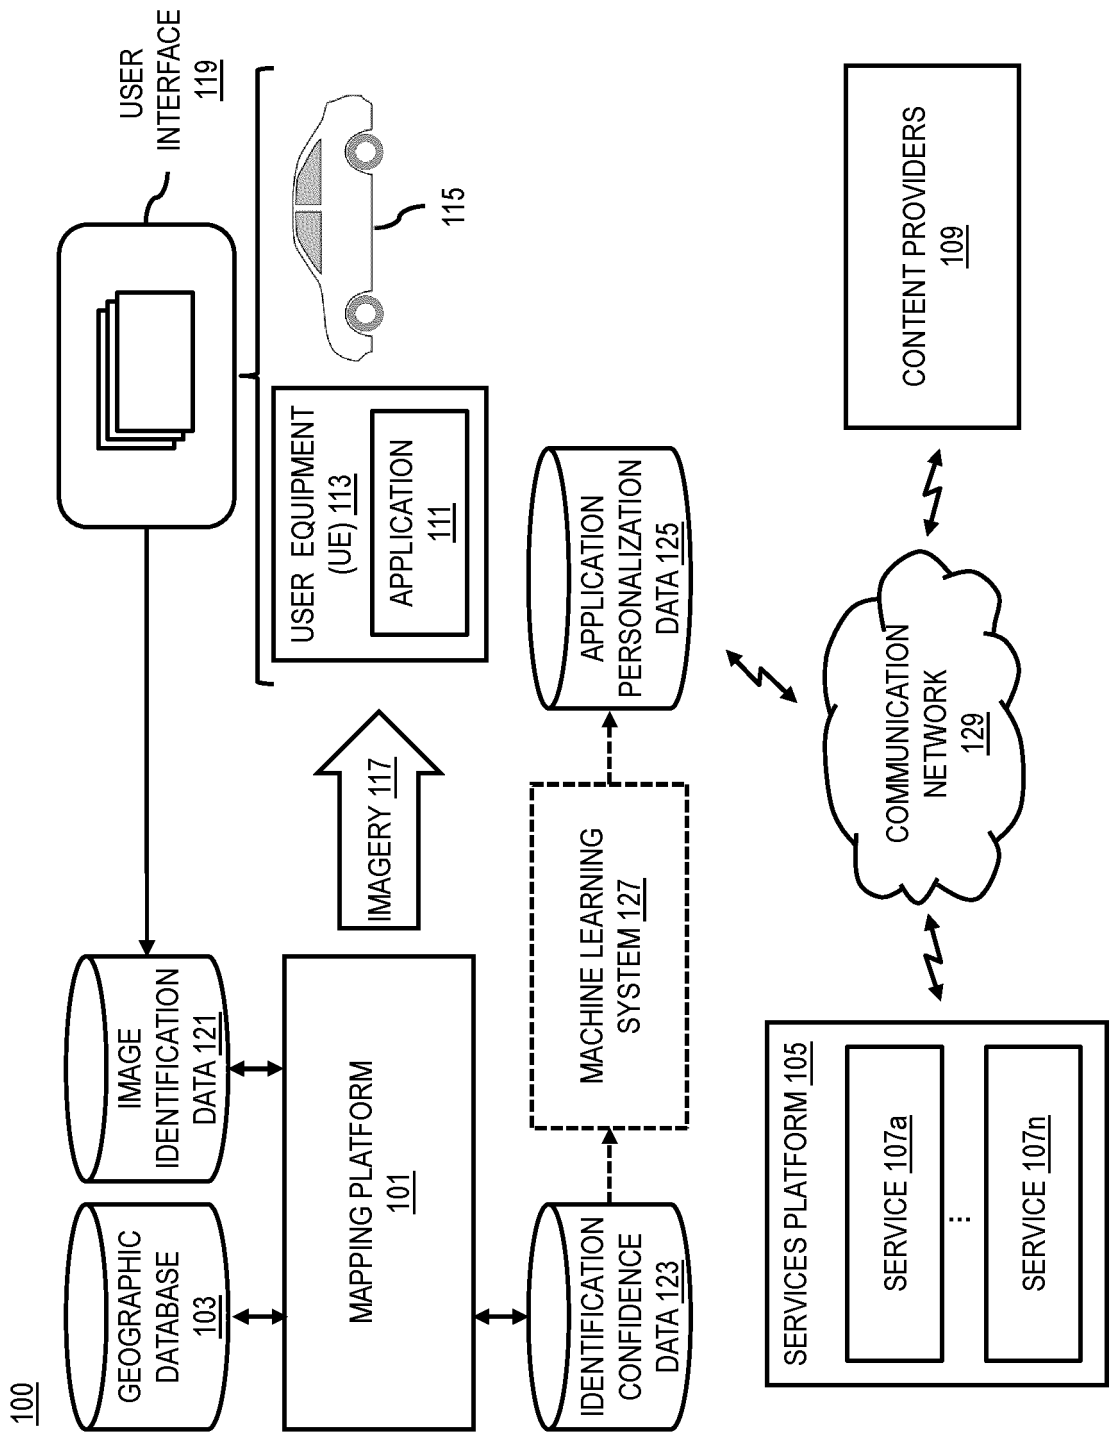 100
GEOGRAPHIC
DATABASE
103
IMAGE
IDENTIFICATION
DATA 121
USER
INTERFACE
119
MAPPING PLATFORM
101
IMAGERY 117
USER EQUIPMENT
(UE) 113
APPLICATION
111
115
IDENTIFICATION
CONFIDENCE
DATA 123
MACHINE LEARNING
SYSTEM 127
APPLICATION
PERSONALIZATION
DATA 125
SERVICES PLATFORM 105
SERVICE 107a
...
SERVICE 107n
COMMUNICATION
NETWORK
129
CONTENT PROVIDERS
109